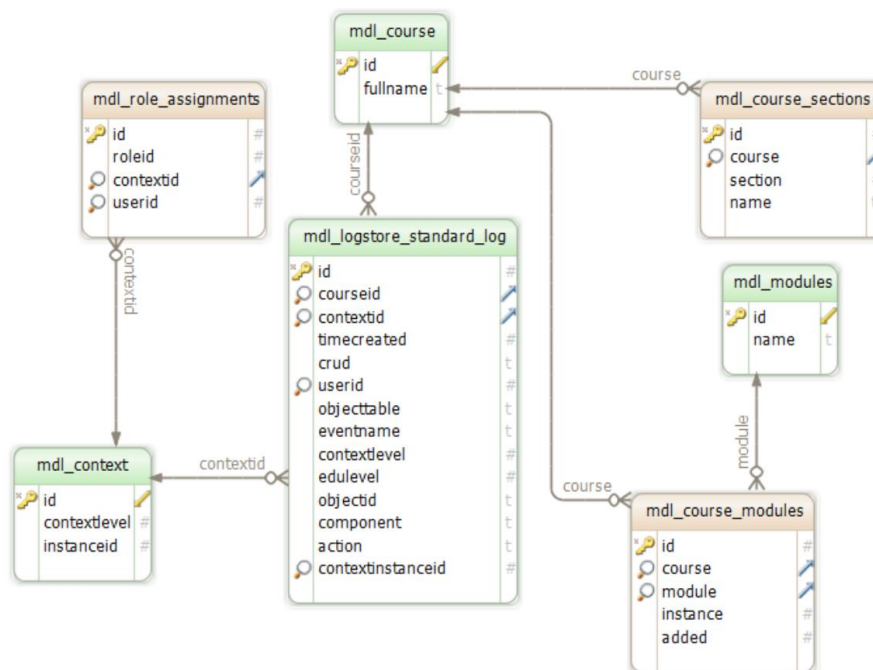 mdl_course
id
fullname t
course
mdl_role_assignments
id #
roleid #
contextid
userid #
mdl_course_sections
id
course
section
name
courseid
contextid
mdl_logstore_standard_log
id #
courseid
contextid
timecreated #
crud t
userid #
objecttable t
eventname t
contextlevel #
edulevel #
objectid t
component t
action t
contextinstanceid #
mdl_modules
id
name t
module
mdl_context
id
contextlevel #
instanceid #
contextid
course
mdl_course_modules
id #
course
module
instance #
added #